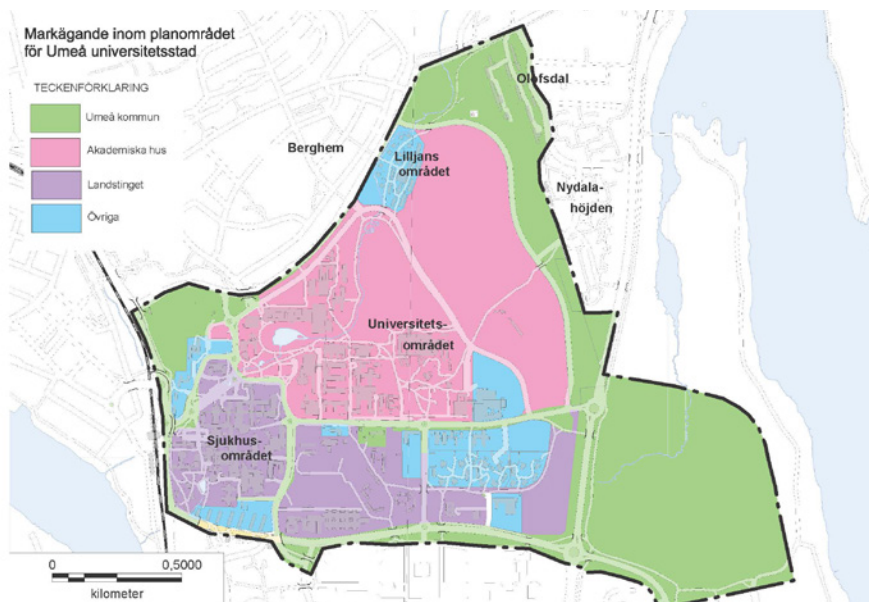 Markägande inom planområdet
för Umeå universitetsstad
TECKENFÖRKLARING
Umeå kommun
Akademiska hus
Landstinget
Övriga
Olofsdal
Berghem
Lilljans
området
Nydala-
höjden
Universitets-
området
Sjukhus-
området
0 0,5000
kilometer